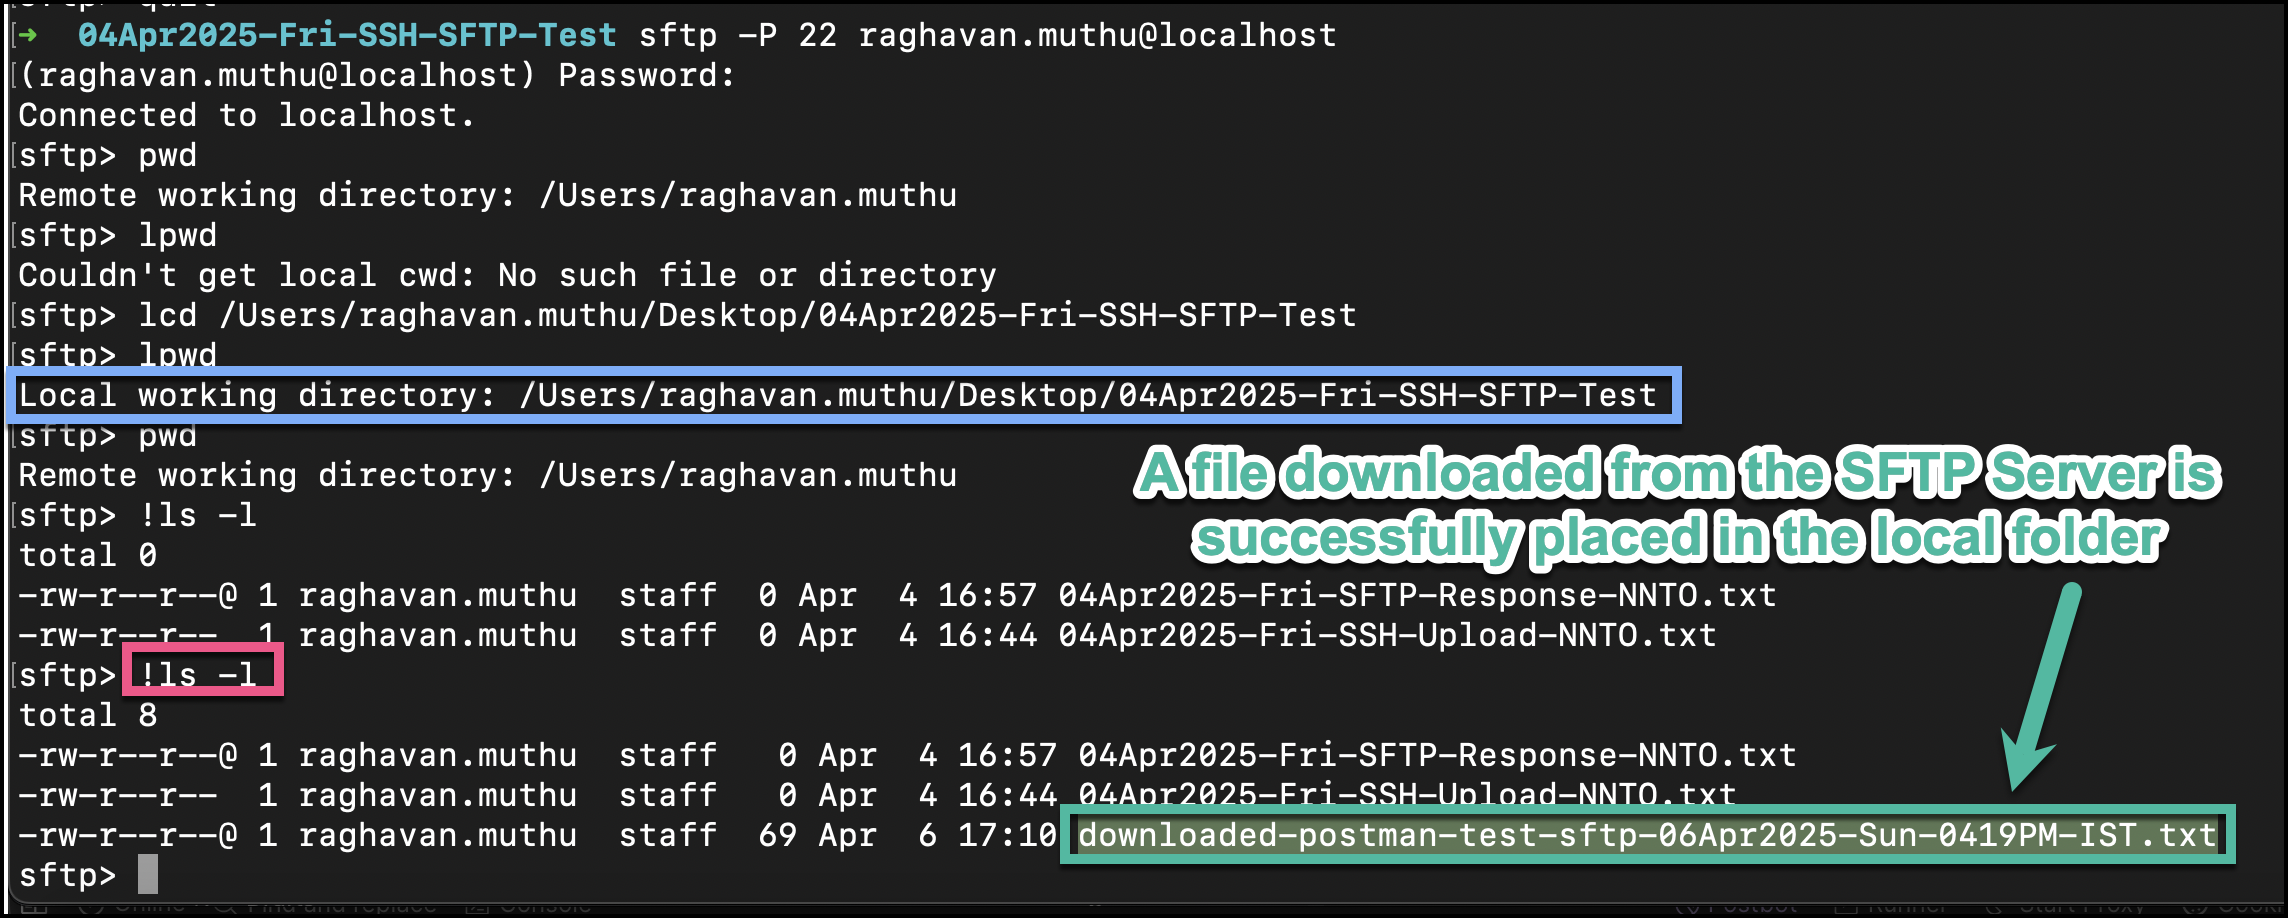 ➜ 04Apr2025-Fri-SSH-SFTP-Test sftp -P 22 raghavan.muthu@localhost
(raghavan.muthu@localhost) Password:
Connected to localhost.
sftp> pwd
Remote working directory: /Users/raghavan.muthu
sftp> lpwd
Couldn't get local cwd: No such file or directory
sftp> lcd /Users/raghavan.muthu/Desktop/04Apr2025-Fri-SSH-SFTP-Test
sftp> lpwd
Local working directory: /Users/raghavan.muthu/Desktop/04Apr2025-Fri-SSH-SFTP-Test
sftp> pwd
Remote working directory: /Users/raghavan.muthu
A file downloaded from the SFTP Server is
successfully placed in the local folder
sftp> !ls -l
total 0
-rw-r--r--@ 1 raghavan.muthu  staff  0 Apr  4 16:57 04Apr2025-Fri-SFTP-Response-NNTO.txt
-rw-r--r--  1 raghavan.muthu  staff  0 Apr  4 16:44 04Apr2025-Fri-SSH-Upload-NNTO.txt
sftp> !ls -l
total 8
-rw-r--r--@ 1 raghavan.muthu  staff   0 Apr  4 16:57 04Apr2025-Fri-SFTP-Response-NNTO.txt
-rw-r--r--  1 raghavan.muthu  staff   0 Apr  4 16:44 04Apr2025-Fri-SSH-Upload-NNTO.txt
-rw-r--r--@ 1 raghavan.muthu  staff  69 Apr  6 17:10 downloaded-postman-test-sftp-06Apr2025-Sun-0419PM-IST.txt
sftp>